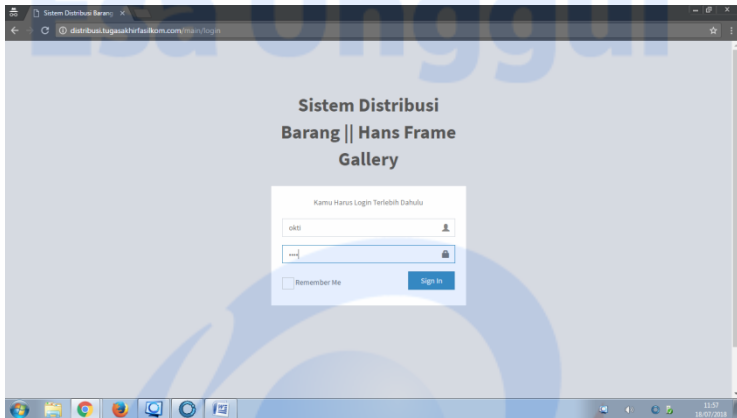 Sistem Distribusi Barang
distribusi.tugasakhirfasilkom.com/main/login
Esa Unggul
Sistem Distribusi
Barang || Hans Frame
Gallery
Kamu Harus Login Terlebih Dahulu
okti
••••
Remember Me
Sign In
11:57
18/07/2018